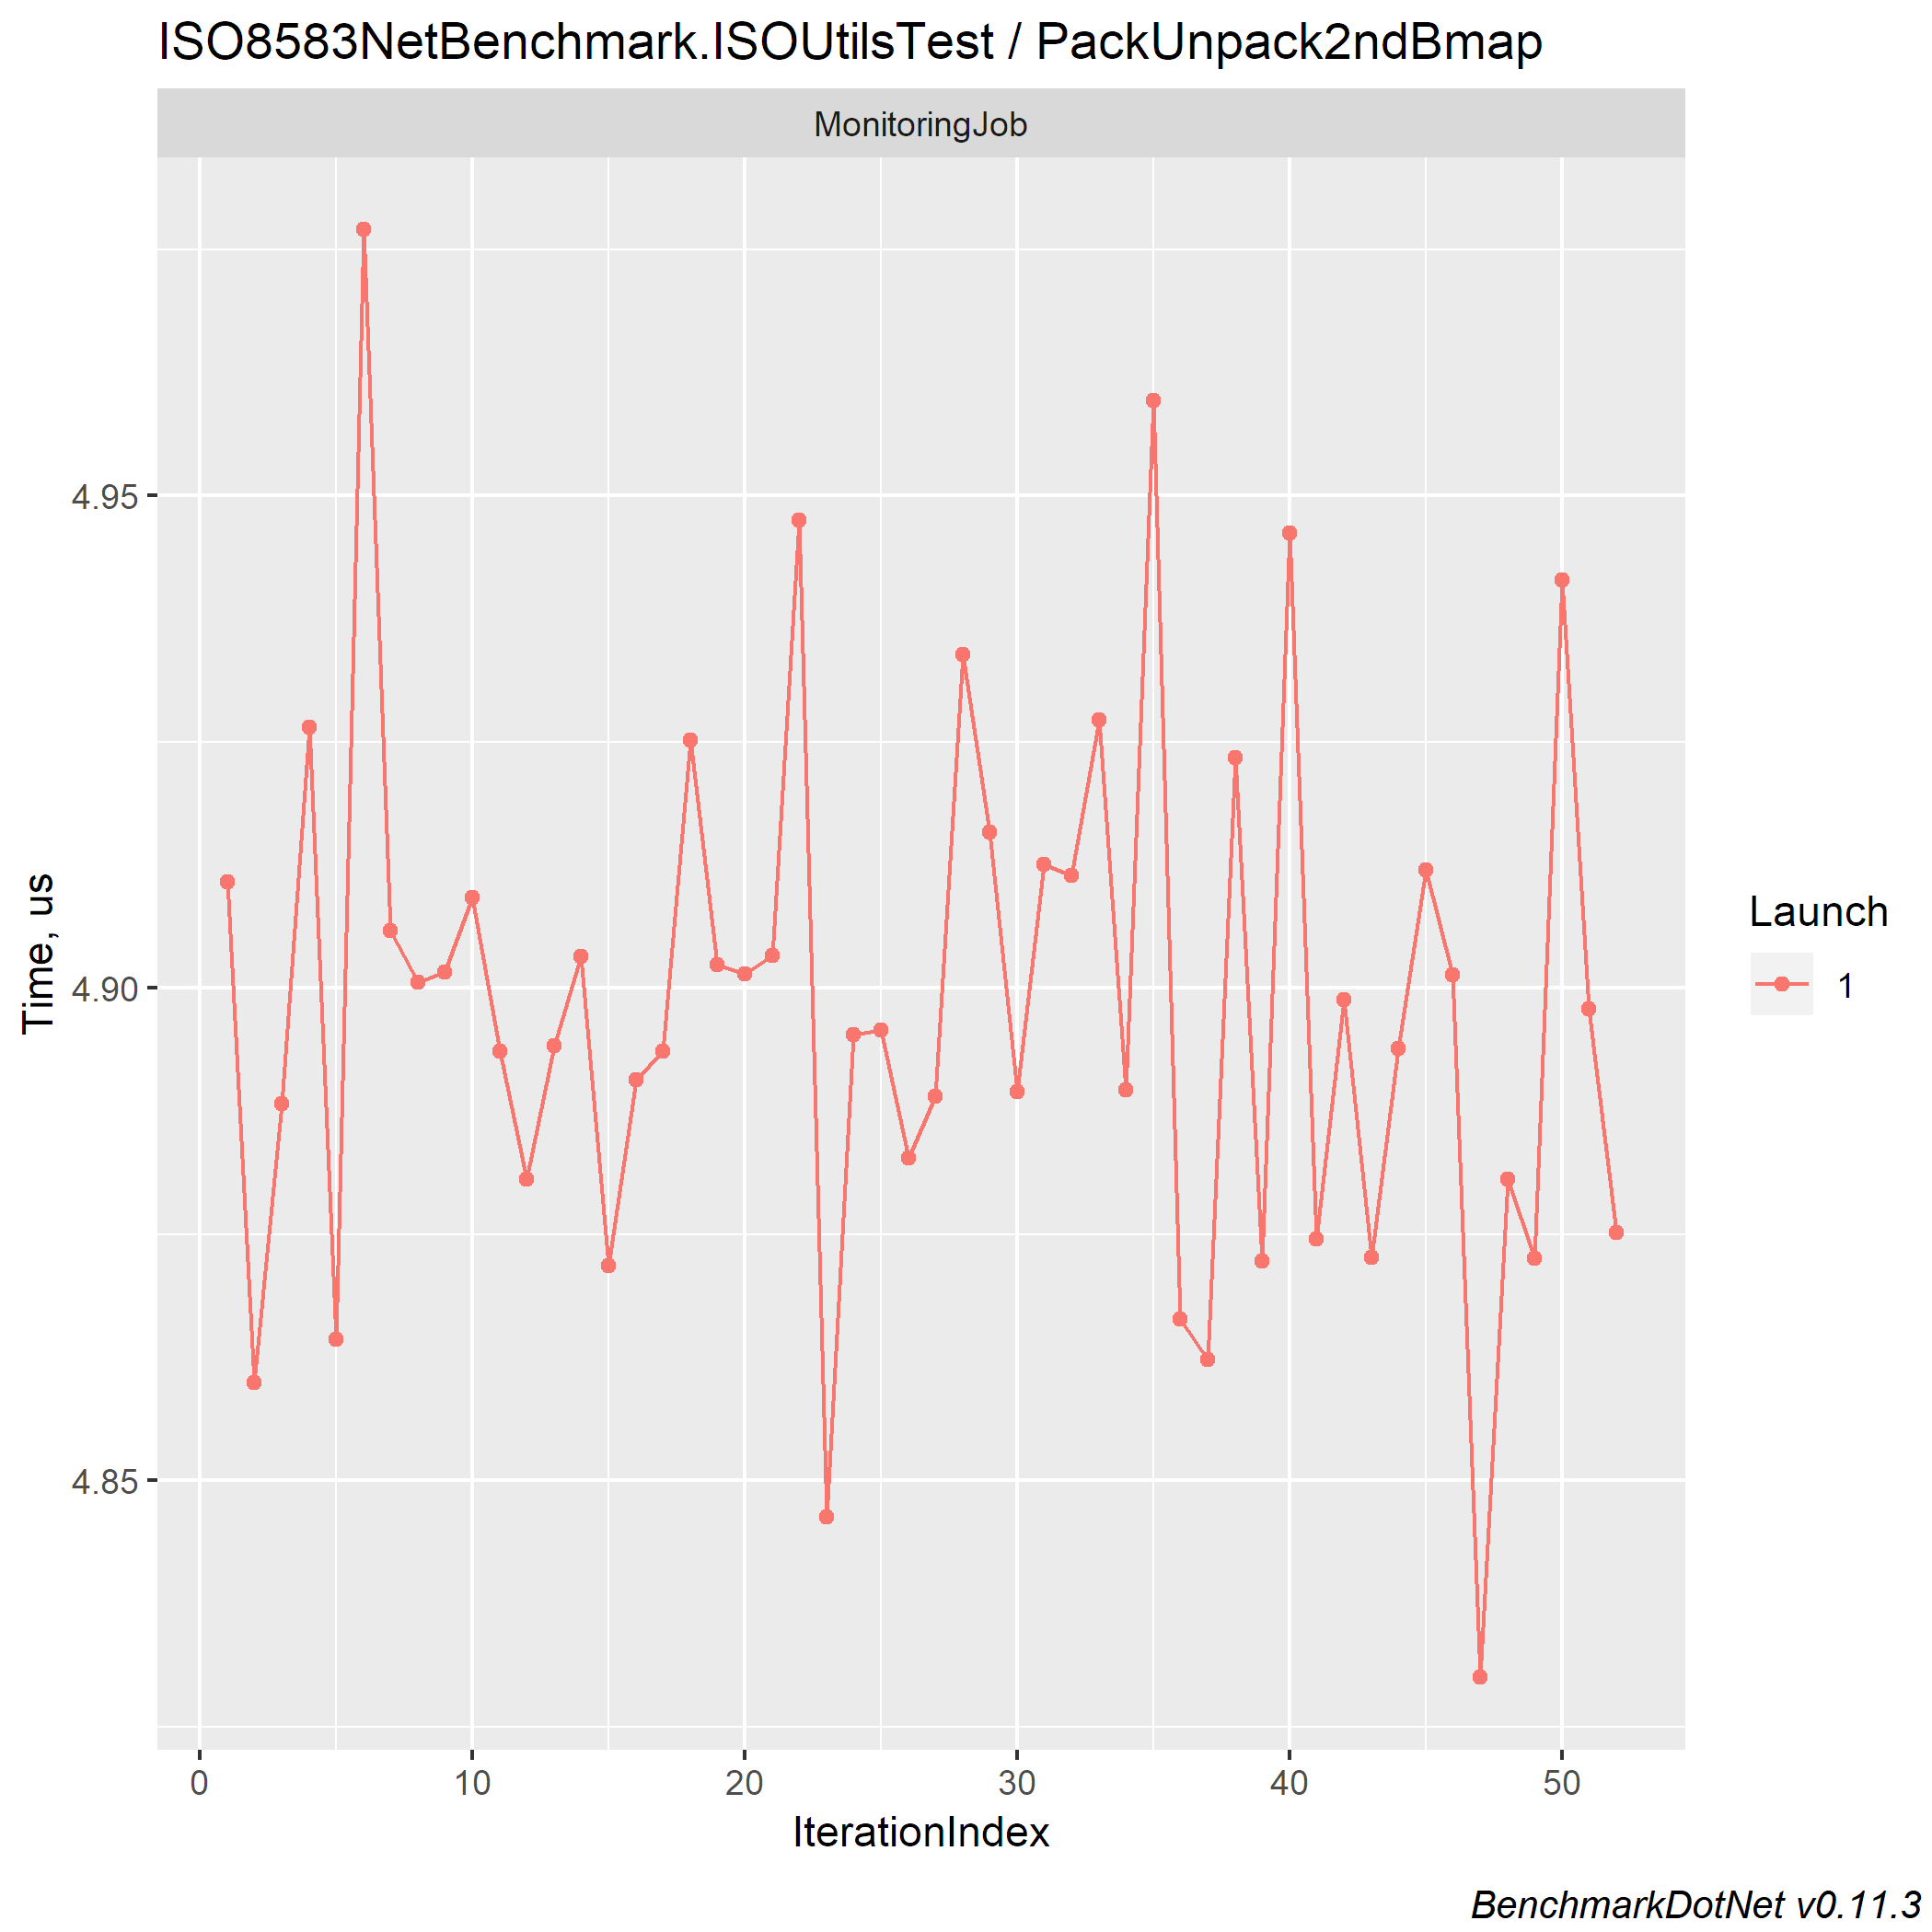 ISO8583NetBenchmark.ISOUtilsTest / PackUnpack2ndBmap
MonitoringJob
4.95
4.90
4.85
Time, us
0 10 20 30 40 50
IterationIndex
Launch
1
BenchmarkDotNet v0.11.3